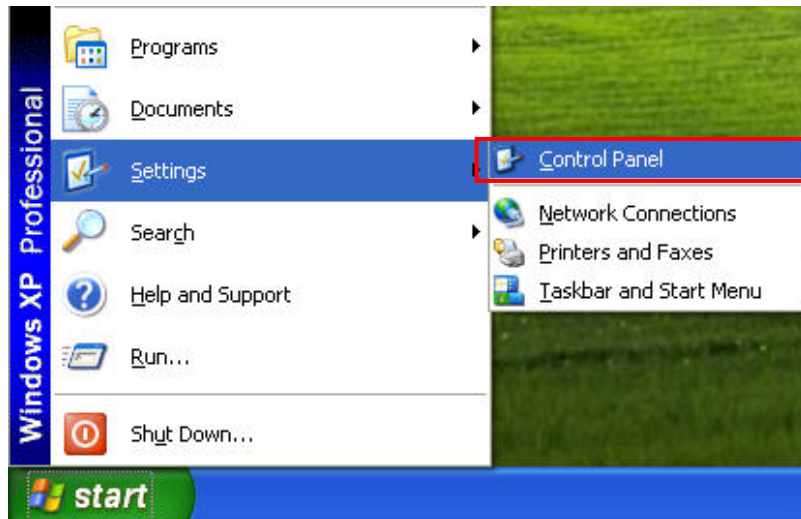 Windows XP Professional
Programs
Documents
Settings
Search
Help and Support
Run...
Shut Down...
Control Panel
Network Connections
Printers and Faxes
Taskbar and Start Menu
start